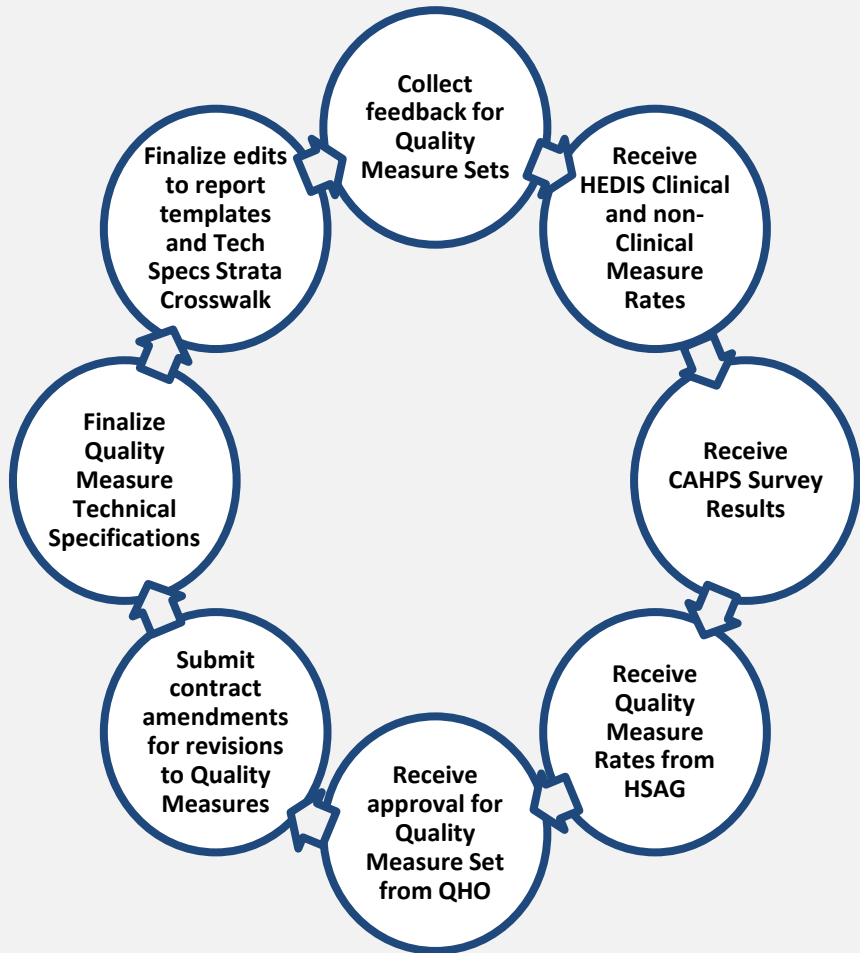 Collect
feedback for
Quality
Measure Sets
Receive
HEDIS Clinical
and non-
Clinical
Measure
Rates
Receive
CAHPS Survey
Results
Receive
Quality
Measure
Rates from
HSAG
Receive
approval for
Quality
Measure Set
from QHO
Submit
contract
amendments
for revisions
to Quality
Measures
Finalize
Quality
Measure
Technical
Specifications
Finalize edits
to report
templates
and Tech
Specs Strata
Crosswalk